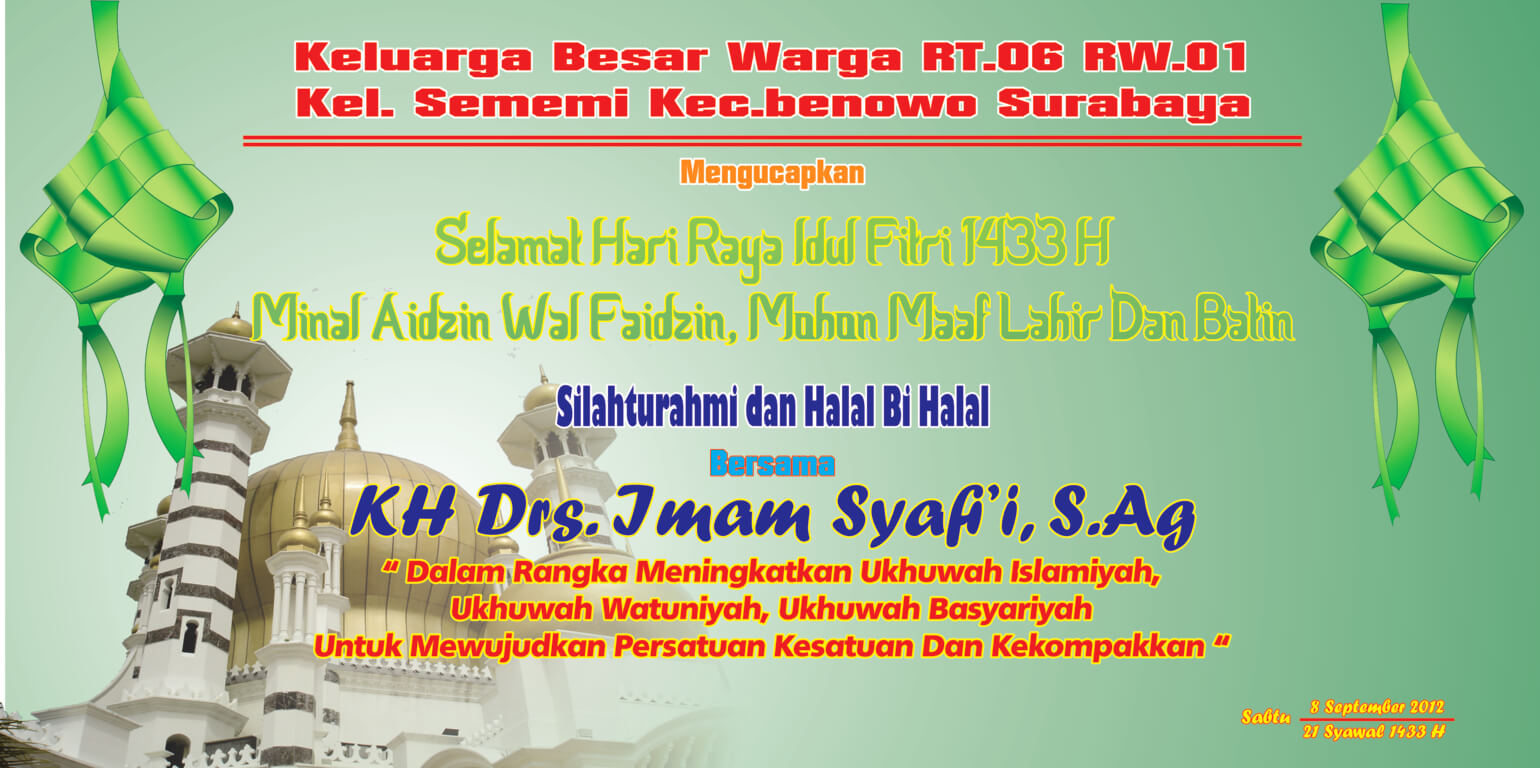 Keluarga Besar Warga RT.06 RW.01
Kel. Sememi Kec.benowo Surabaya
Mengucapkan
Selamat Hari Raya Idul Fitri 1433 H
Minal Aidzin Wal Faidzin, Mohon Maaf Lahir Dan Batin
Silahturahmi dan Halal Bi Halal
Bersama
KH Drs. Imam Syafi'i, S.Ag
“ Dalam Rangka Meningkatkan Ukhuwah Islamiyah,
Ukhuwah Watuniyah, Ukhuwah Basyariyah
Untuk Mewujudkan Persatuan Kesatuan Dan Kekompakkan “
Sabtu 8 September 2012
21 Syawal 1433 H